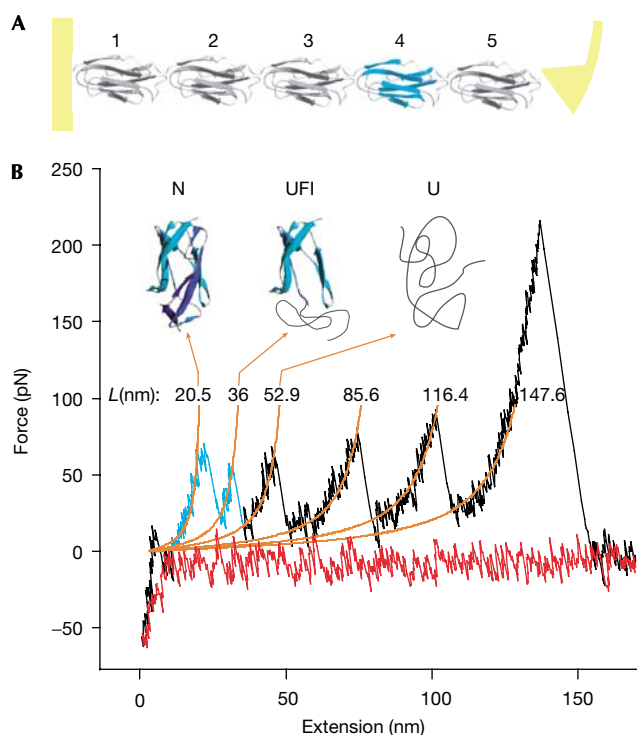 A
1 2 3 4 5
B
250
200
150
100
50
0
−50
Force (pN)
N UFI U
L(nm): 20.5 36 52.9 85.6 116.4 147.6
0 50 100 150
Extension (nm)